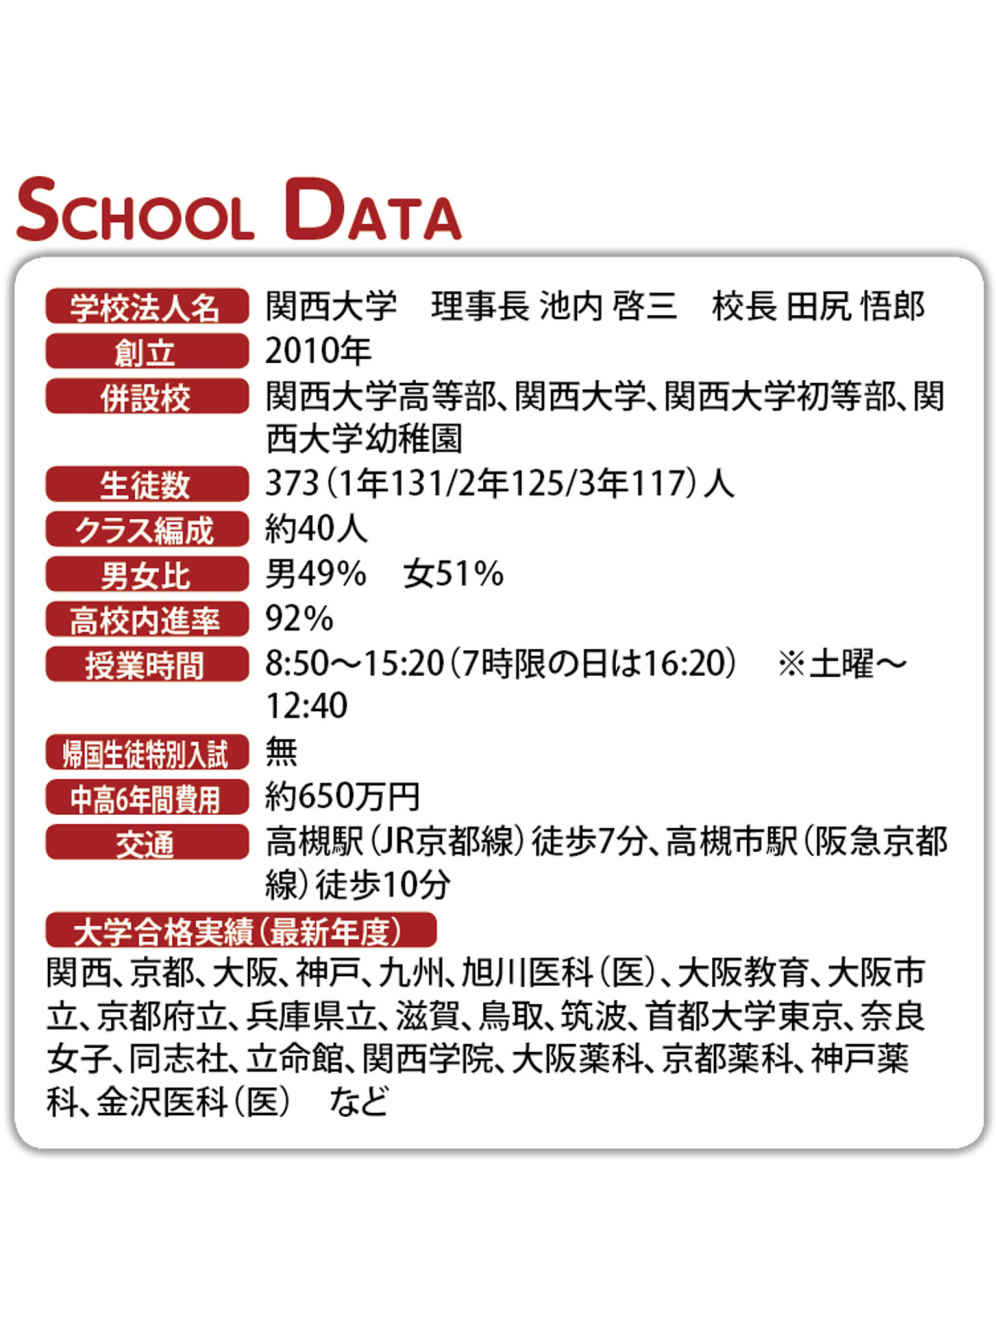 SCHOOL DATA
学校法人名 関西大学　理事長 池内 啓三　校長 田尻 悟郎
創立 2010年
併設校 関西大学高等部、関西大学、関西大学初等部、関
西大学幼稚園
生徒数 373（1年131/2年125/3年117）人
クラス編成 約40人
男女比 男49%　女51%
高校内進率 92%
授業時間 8:50～15:20（7時限の日は16:20）　※土曜～
12:40
帰国生徒特別入試 無
中高6年間費用 約650万円
交通 高槻駅（JR京都線）徒歩7分、高槻市駅（阪急京都
線）徒歩10分
大学合格実績（最新年度）
関西、京都、大阪、神戸、九州、旭川医科（医）、大阪教育、大阪市
立、京都府立、兵庫県立、滋賀、鳥取、筑波、首都大学東京、奈良
女子、同志社、立命館、関西学院、大阪薬科、京都薬科、神戸薬
科、金沢医科（医）　など